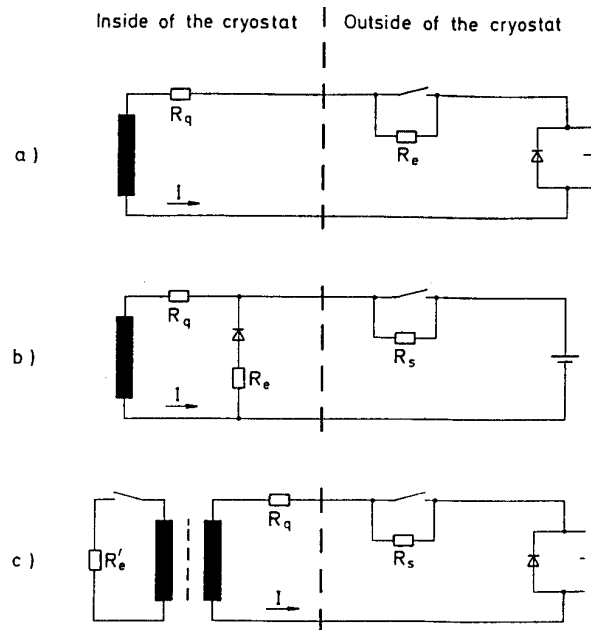 Inside of the cryostat Outside of the cryostat
a)
R_q
R_e
I
b)
R_q
R_e
R_s
I
c)
R'_e
R_q
R_s
I